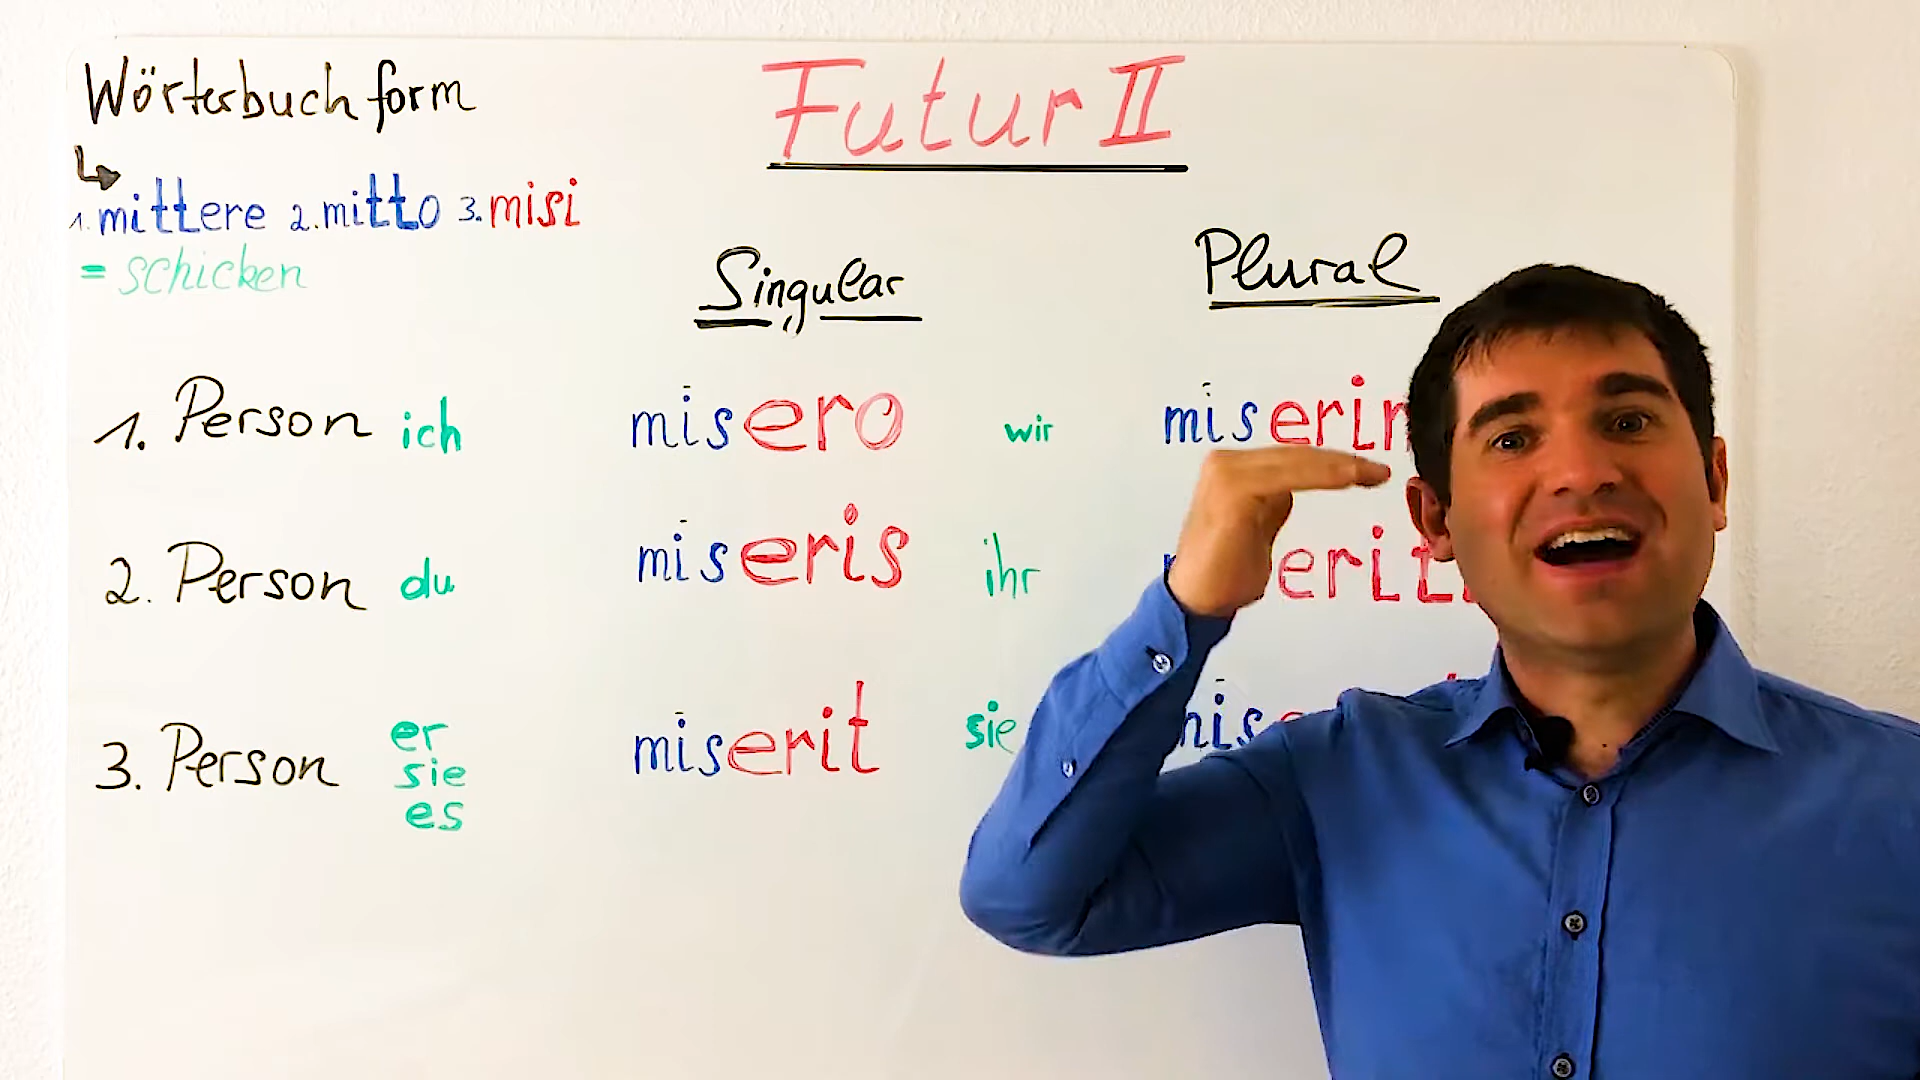 Wörterbuchform
Futur II
1. mittere 2. mitto 3. misi
= schicken
Singular
Plural
1. Person ich misero wir
2. Person du miseris ihr
3. Person er sie es miserit sie